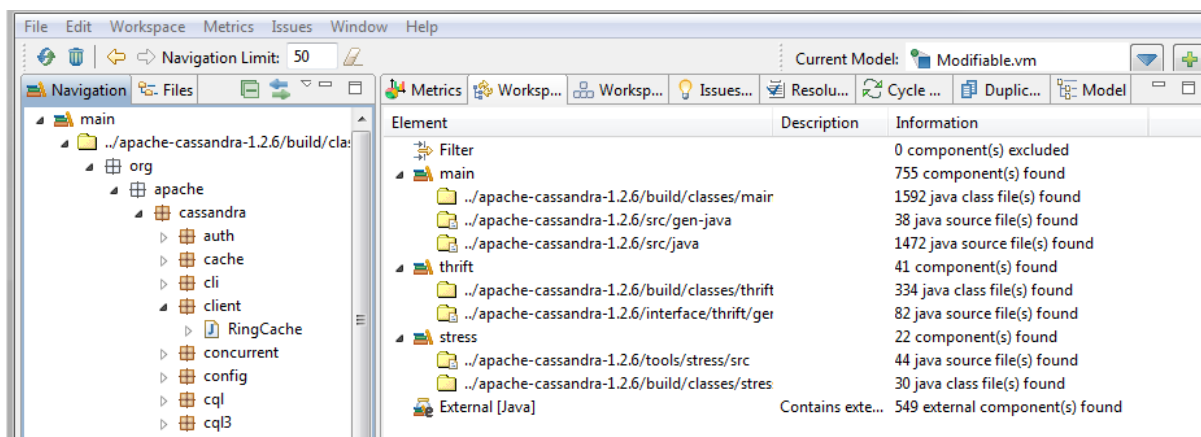 File Edit Workspace Metrics Issues Window Help
Navigation Limit: 50
Current Model: Modifiable.vm
Navigation Files
Metrics Worksp... Worksp... Issues... Resolu... Cycle ... Duplic... Model
main
../apache-cassandra-1.2.6/build/clas
org
apache
cassandra
auth
cache
cli
client
RingCache
concurrent
config
cql
cql3
Element Description Information
Filter 0 component(s) excluded
main 755 component(s) found
../apache-cassandra-1.2.6/build/classes/main 1592 java class file(s) found
../apache-cassandra-1.2.6/src/gen-java 38 java source file(s) found
../apache-cassandra-1.2.6/src/java 1472 java source file(s) found
thrift 41 component(s) found
../apache-cassandra-1.2.6/build/classes/thrift 334 java class file(s) found
../apache-cassandra-1.2.6/interface/thrift/ger 82 java source file(s) found
stress 22 component(s) found
../apache-cassandra-1.2.6/tools/stress/src 44 java source file(s) found
../apache-cassandra-1.2.6/build/classes/stres 30 java class file(s) found
External [Java] Contains exte... 549 external component(s) found